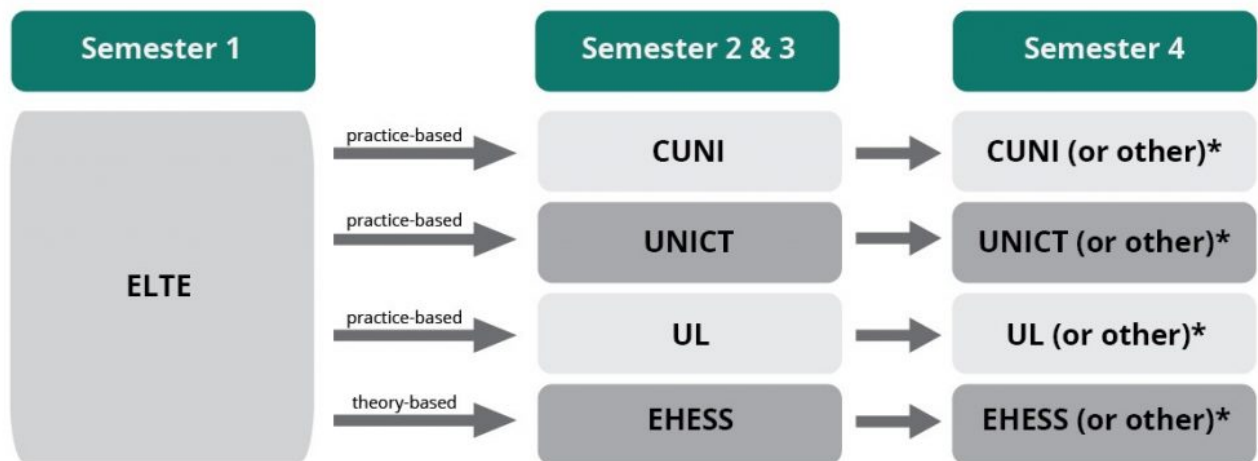 Semester 1
Semester 2 & 3
Semester 4
ELTE
practice-based
CUNI
CUNI (or other)*
practice-based
UNICT
UNICT (or other)*
practice-based
UL
UL (or other)*
theory-based
EHESS
EHESS (or other)*